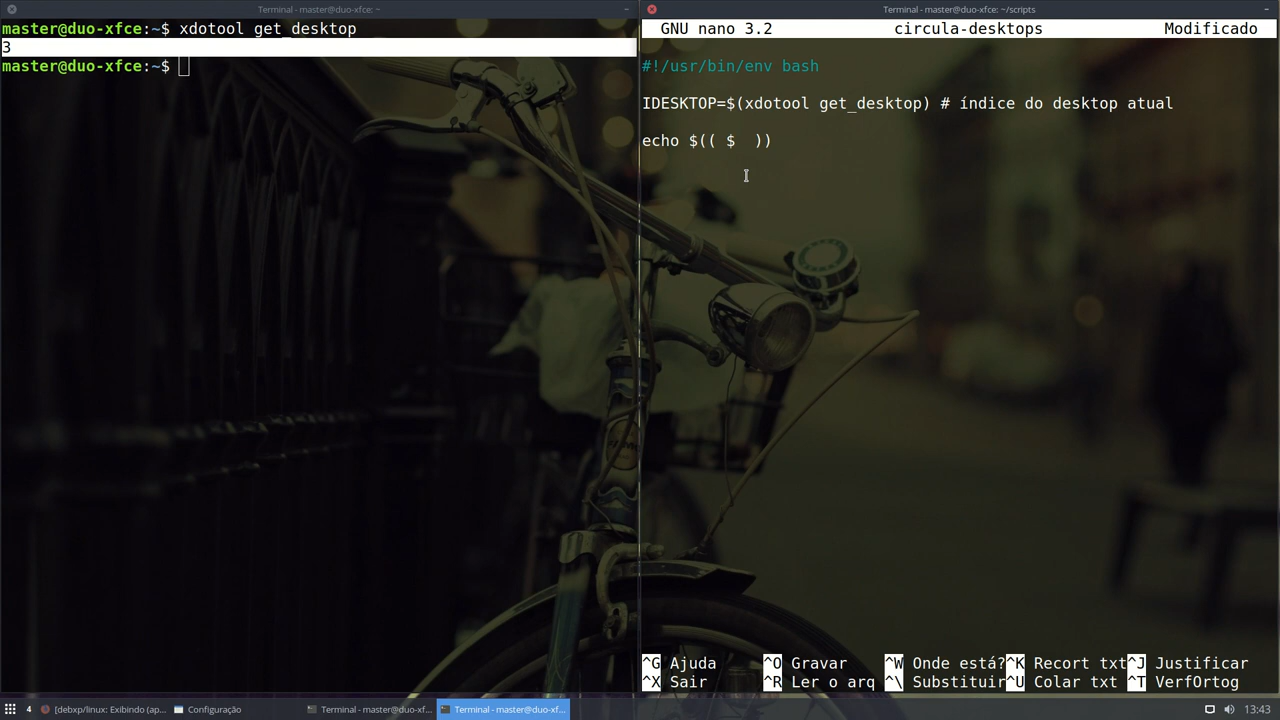 Terminal - master@duo-xfce: ~
master@duo-xfce:~$ xdotool get_desktop
3
master@duo-xfce:~$
Terminal - master@duo-xfce: ~/scripts
GNU nano 3.2 circula-desktops Modificado
#!/usr/bin/env bash
IDESKTOP=$(xdotool get_desktop) # índice do desktop atual
echo $(( $  ))
^G Ajuda ^O Gravar ^W Onde está? ^K Recort txt ^J Justificar
^X Sair ^R Ler o arq ^\ Substituir ^U Colar txt ^T VerfOrtog
4 [debxp/linux: Exibindo (ap... Configuração Terminal - master@duo-xf... Terminal - master@duo-xf... 13:43